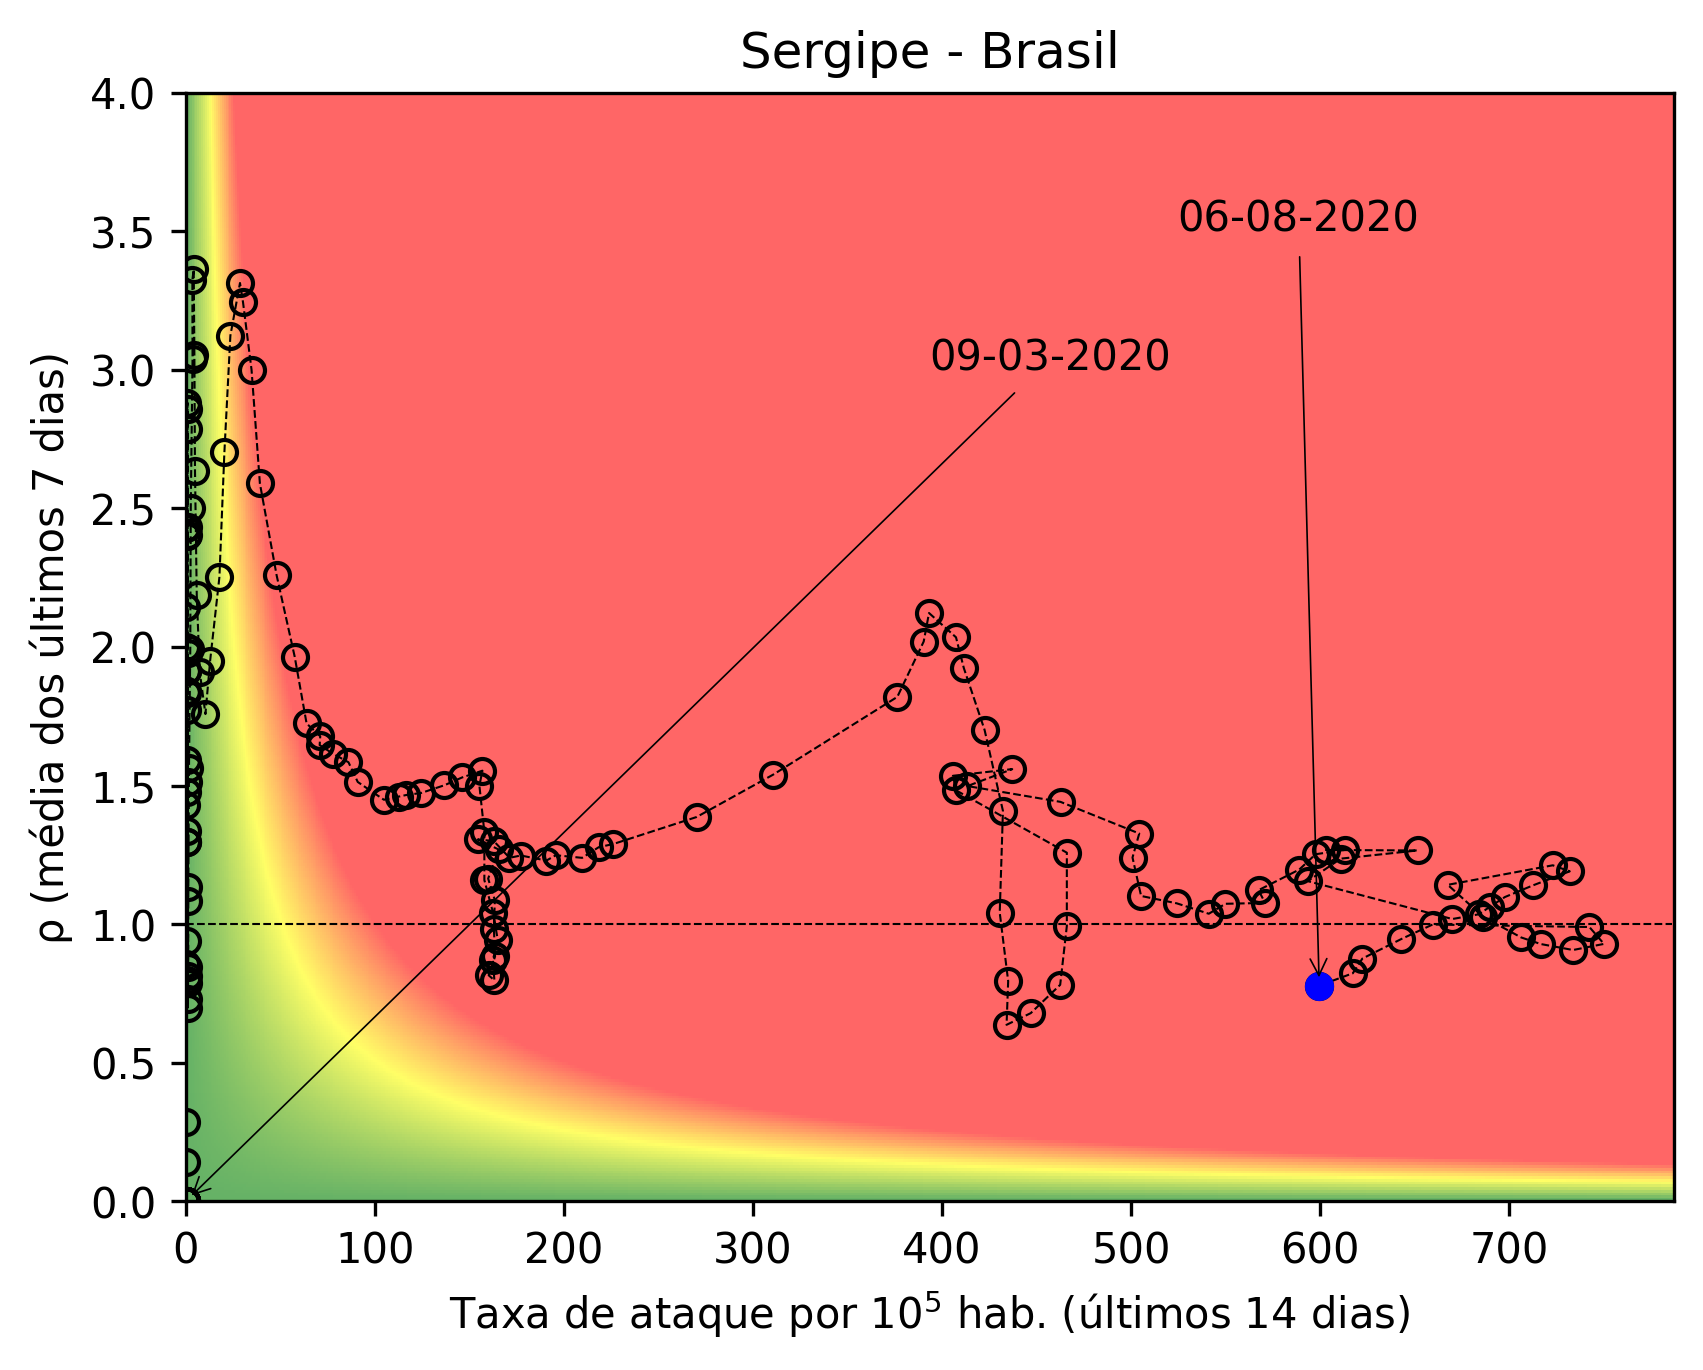 Sergipe - Brasil
4.0
3.5
3.0
2.5
2.0
1.5
1.0
0.5
0.0
ρ (média dos últimos 7 dias)
06-08-2020
09-03-2020
0 100 200 300 400 500 600 700
Taxa de ataque por 10⁵ hab. (últimos 14 dias)